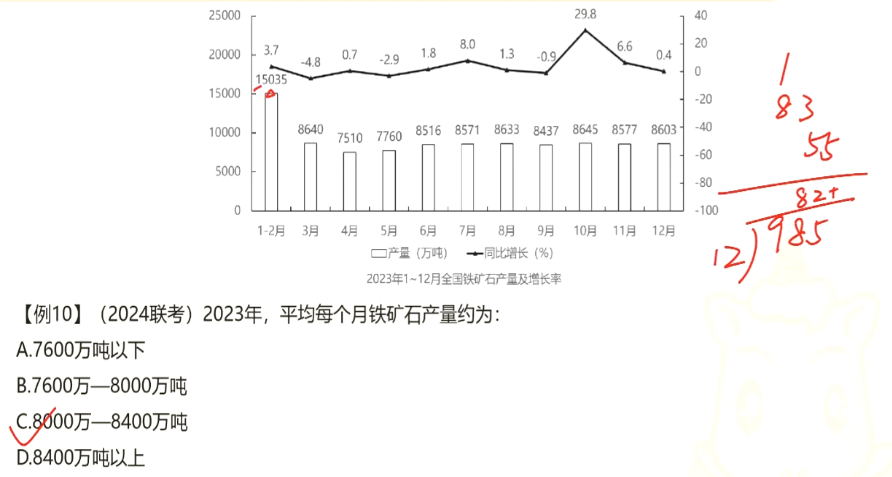 25000 40
29.8
20000 3.7 -4.8 0.7 -2.9 1.8 8.0 1.3 -0.9 6.6 0.4 20
0
15035
15000 -20
10000 8640 7510 7760 8516 8571 8633 8437 8645 8577 8603 -40
5000 -60
-80
0 -100
1-2月 3月 4月 5月 6月 7月 8月 9月 10月 11月 12月
产量（万吨） 同比增长（%）
2023年1~12月全国铁矿石产量及增长率
1
83
55
82+
12)985
【例10】（2024联考）2023年，平均每个月铁矿石产量约为：
A.7600万吨以下
B.7600万—8000万吨
C.8000万—8400万吨
D.8400万吨以上